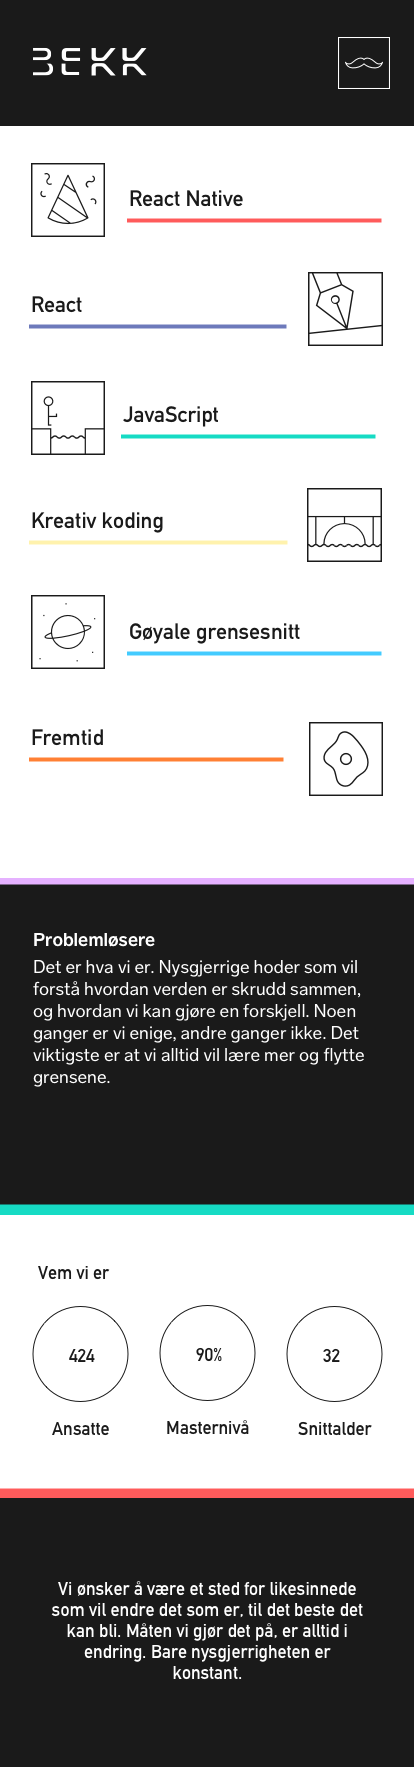 BEKK
React Native
React
JavaScript
Kreativ koding
Gøyale grensesnitt
Fremtid
Problemløsere
Det er hva vi er. Nysgjerrige hoder som vil
forstå hvordan verden er skrudd sammen,
og hvordan vi kan gjøre en forskjell. Noen
ganger er vi enige, andre ganger ikke. Det
viktigste er at vi alltid vil lære mer og flytte
grensene.
Vem vi er
424
90%
32
Ansatte
Masternivå
Snittalder
Vi ønsker å være et sted for likesinnede
som vil endre det som er, til det beste det
kan bli. Måten vi gjør det på, er alltid i
endring. Bare nysgjerrigheten er
konstant.